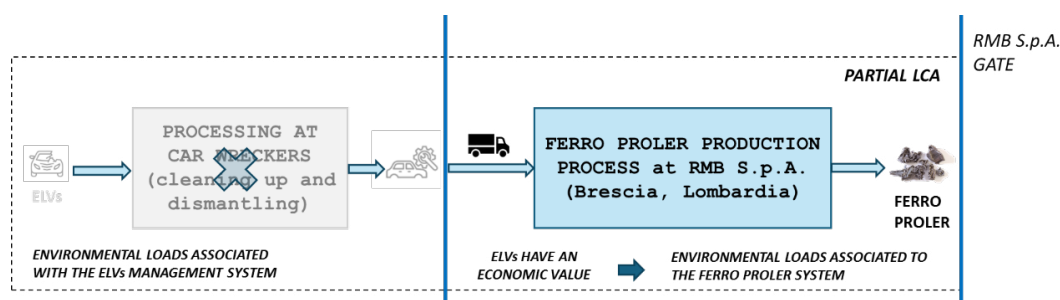 RMB S.p.A.
GATE
PARTIAL LCA
PROCESSING AT
CAR WRECKERS
(cleaning up and
dismantling)
ELVs
FERRO PROLER PRODUCTION
PROCESS at RMB S.p.A.
(Brescia, Lombardia)
FERRO
PROLER
ENVIRONMENTAL LOADS ASSOCIATED
WITH THE ELVs MANAGEMENT SYSTEM
ELVs HAVE AN
ECONOMIC VALUE
ENVIRONMENTAL LOADS ASSOCIATED TO
THE FERRO PROLER SYSTEM